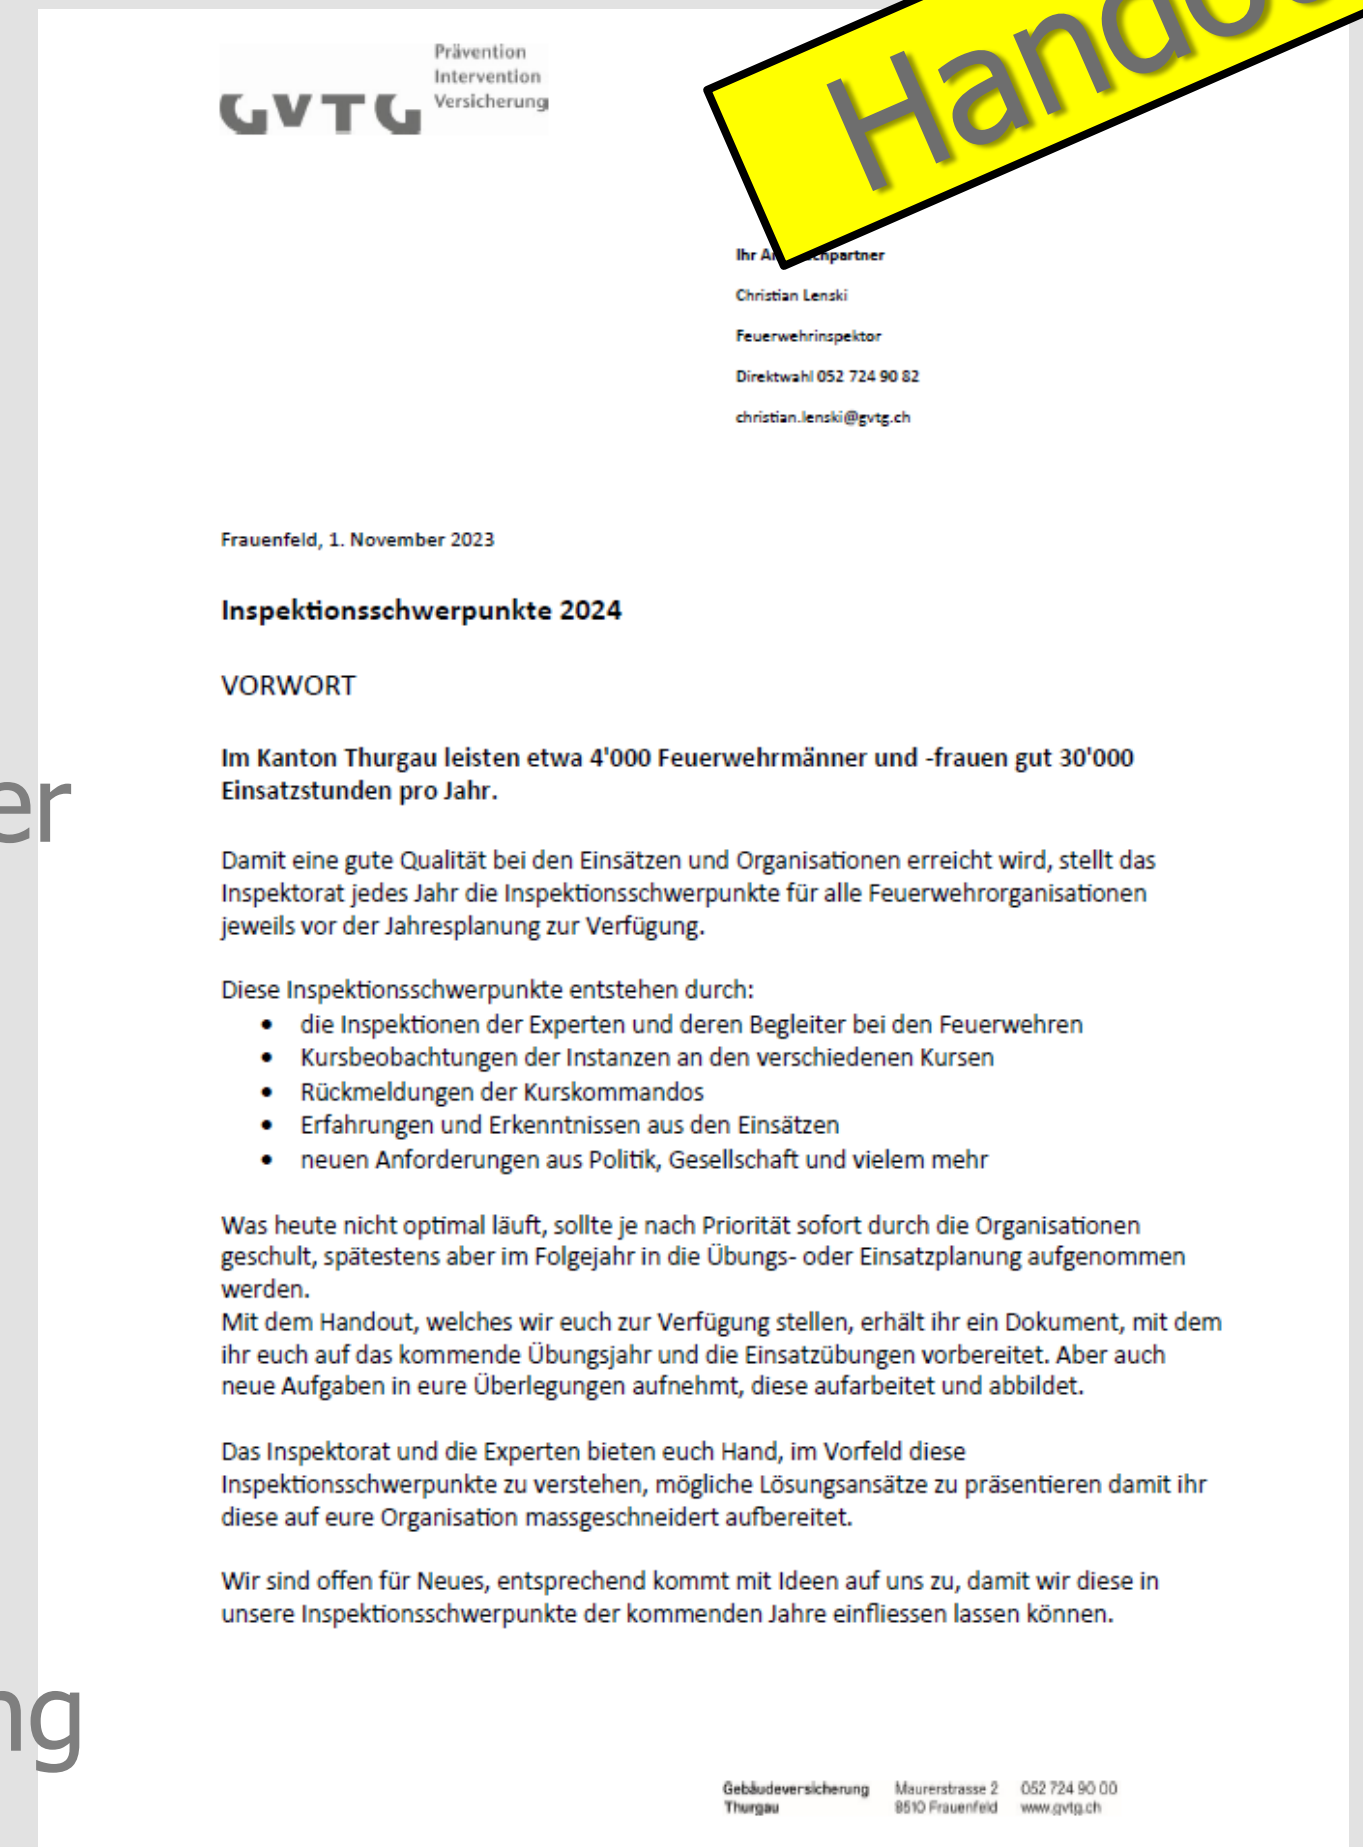 Prävention
Intervention
Versicherung
GVTG
Ihr
Christian Lenski
Feuerwehrinspektor
Direktwahl 052 724 90 82
christian.lenski@gvtg.ch
Frauenfeld, 1. November 2023
Inspektionsschwerpunkte 2024
VORWORT
Im Kanton Thurgau leisten etwa 4'000 Feuerwehrmänner und -frauen gut 30'000
Einsatzstunden pro Jahr.
er
Damit eine gute Qualität bei den Einsätzen und Organisationen erreicht wird, stellt das
Inspektorat jedes Jahr die Inspektionsschwerpunkte für alle Feuerwehrorganisationen
jeweils vor der Jahresplanung zur Verfügung.
Diese Inspektionsschwerpunkte entstehen durch:
• die Inspektionen der Experten und deren Begleiter bei den Feuerwehren
• Kursbeobachtungen der Instanzen an den verschiedenen Kursen
• Rückmeldungen der Kurskommandos
• Erfahrungen und Erkenntnissen aus den Einsätzen
• neuen Anforderungen aus Politik, Gesellschaft und vielem mehr
Was heute nicht optimal läuft, sollte je nach Priorität sofort durch die Organisationen
geschult, spätestens aber im Folgejahr in die Übungs- oder Einsatzplanung aufgenommen
werden.
Mit dem Handout, welches wir euch zur Verfügung stellen, erhält ihr ein Dokument, mit dem
ihr euch auf das kommende Übungsjahr und die Einsatzübungen vorbereitet. Aber auch
neue Aufgaben in eure Überlegungen aufnehmt, diese aufarbeitet und abbildet.
Das Inspektorat und die Experten bieten euch Hand, im Vorfeld diese
Inspektionsschwerpunkte zu verstehen, mögliche Lösungsansätze zu präsentieren damit ihr
diese auf eure Organisation massgeschneidert aufbereitet.
Wir sind offen für Neues, entsprechend kommt mit Ideen auf uns zu, damit wir diese in
unsere Inspektionsschwerpunkte der kommenden Jahre einfliessen lassen können.
ng
Gebäudeversicherung Maurerstrasse 2 052 724 90 00
Thurgau 8510 Frauenfeld www.gvtg.ch